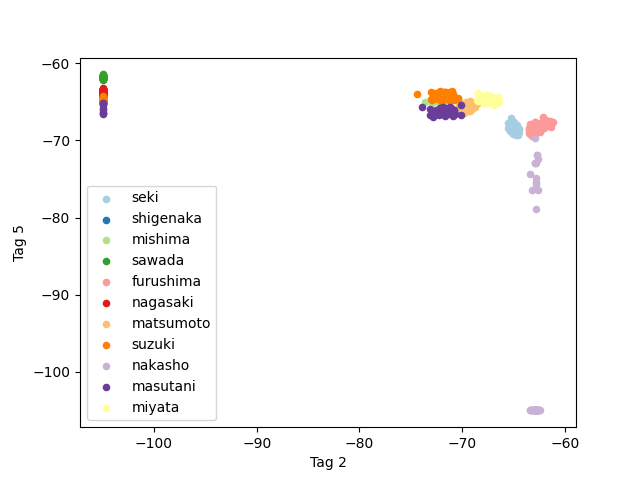 −60
−70
−80
−90
−100
Tag 5
seki
shigenaka
mishima
sawada
furushima
nagasaki
matsumoto
suzuki
nakasho
masutani
miyata
−100 −90 −80 −70 −60
Tag 2